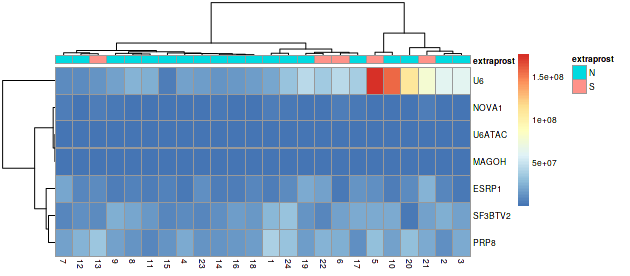 extraprost
U6
NOVA1
U6ATAC
MAGOH
ESRP1
SF3BTV2
PRP8
7 12 13 9 8 11 15 4 23 14 16 18 1 24 19 22 6 17 5 10 20 21 2 3
1.5e+08
1e+08
5e+07
extraprost
N
S